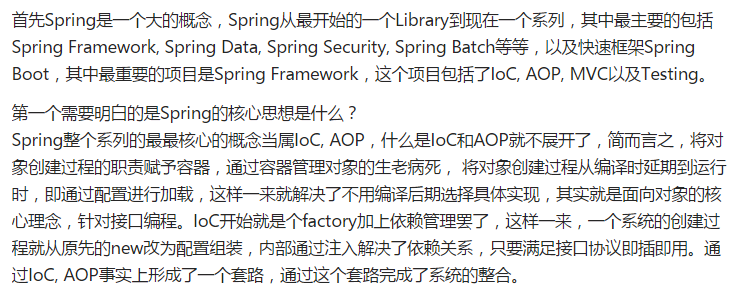 首先Spring是一个大的概念，Spring从最开始的一个Library到现在一个系列，其中最主要的包括
Spring Framework, Spring Data, Spring Security, Spring Batch等等，以及快速框架Spring
Boot，其中最重要的项目是Spring Framework，这个项目包括了IoC, AOP, MVC以及Testing。
第一个需要明白的是Spring的核心思想是什么？
Spring整个系列的最最核心的概念当属IoC, AOP，什么是IoC和AOP就不展开了，简而言之，将对
象创建过程的职责赋予容器，通过容器管理对象的生老病死， 将对象创建过程从编译时延期到运行
时，即通过配置进行加载，这样一来就解决了不用编译后期选择具体实现，其实就是面向对象的核
心理念，针对接口编程。IoC开始就是个factory加上依赖管理罢了，这样一来，一个系统的创建过
程就从原先的new改为配置组装，内部通过注入解决了依赖关系，只要满足接口协议即插即用。通
过IoC, AOP事实上形成了一个套路，通过这个套路完成了系统的整合。